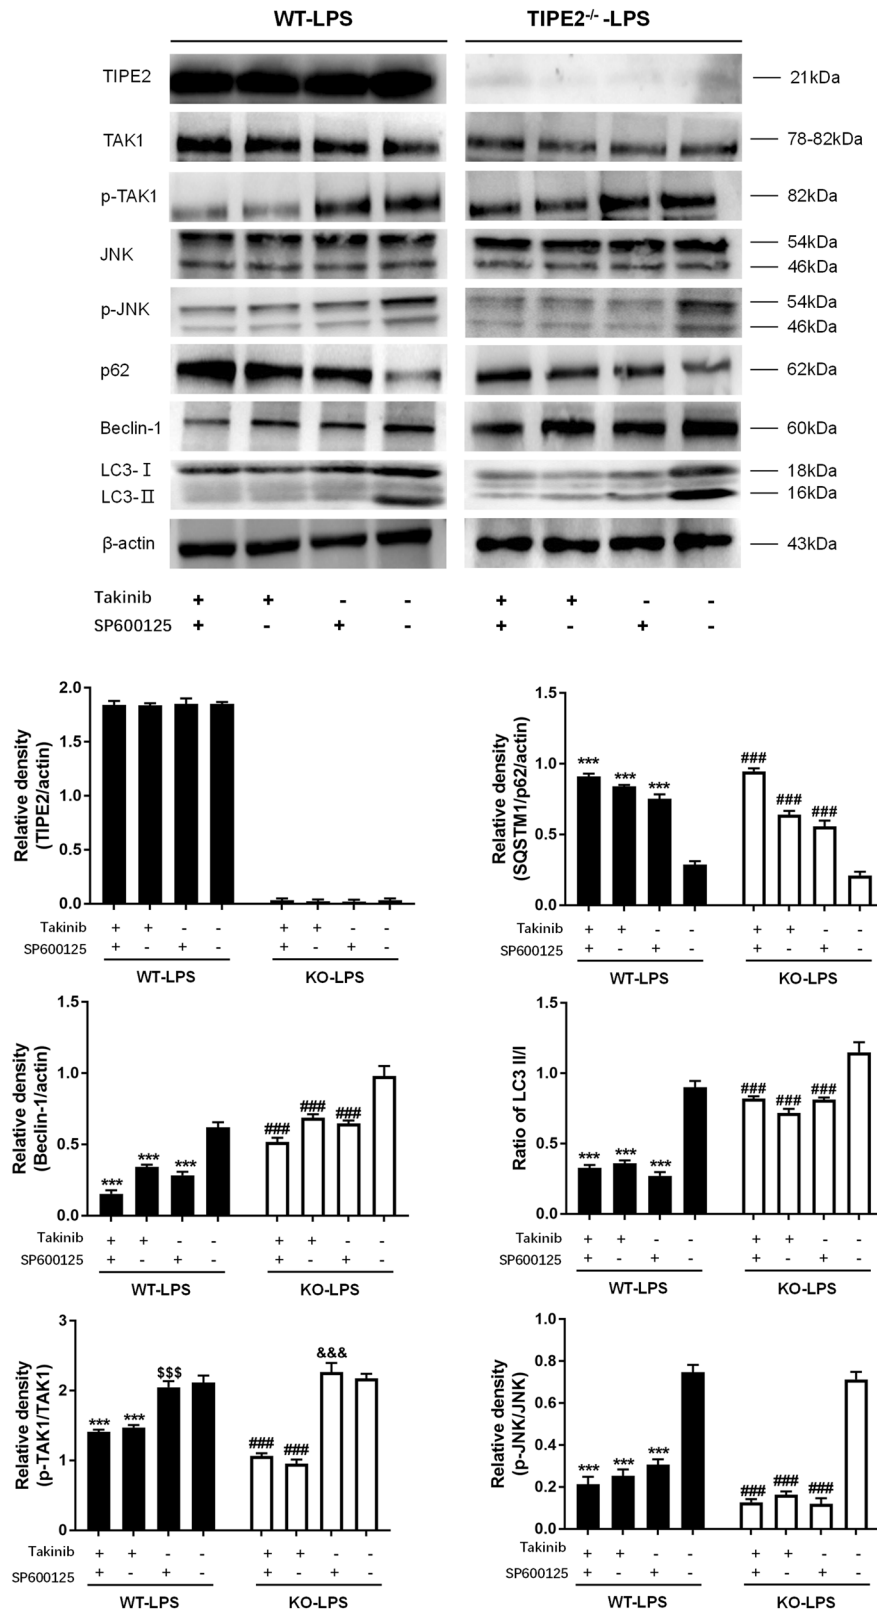 WT-LPS TIPE2-/- -LPS
TIPE2 21kDa
TAK1 78-82kDa
p-TAK1 82kDa
JNK 54kDa
46kDa
p-JNK 54kDa
46kDa
p62 62kDa
Beclin-1 60kDa
LC3-Ⅰ 18kDa
LC3-Ⅱ 16kDa
β-actin 43kDa
Takinib + + - - + + - -
SP600125 + - + - + - + -
Relative density
(TIPE2/actin)
2.0
1.5
1.0
0.5
0.0
Takinib + + - - + + - -
SP600125 + - + - + - + -
WT-LPS KO-LPS
Relative density
(SQSTM1/p62/actin)
1.5
1.0
0.5
0.0
*** *** *** ### ### ###
Takinib + + - - + + - -
SP600125 + - + - + - + -
WT-LPS KO-LPS
Relative density
(Beclin-1/actin)
1.5
1.0
0.5
0.0
*** *** *** ### ### ###
Takinib + + - - + + - -
SP600125 + - + - + - + -
WT-LPS KO-LPS
Ratio of LC3 II/I
1.5
1.0
0.5
0.0
*** *** *** ### ### ###
Takinib + + - - + + - -
SP600125 + - + - + - + -
WT-LPS KO-LPS
Relative density
(p-TAK1/TAK1)
3
2
1
0
*** *** $$$ ### ### &&&
Takinib + + - - + + - -
SP600125 + - + - + - + -
WT-LPS KO-LPS
Relative density
(p-JNK/JNK)
0.8
0.6
0.4
0.2
0.0
*** *** *** ### ### ###
Takinib + + - - + + - -
SP600125 + - + - + - + -
WT-LPS KO-LPS